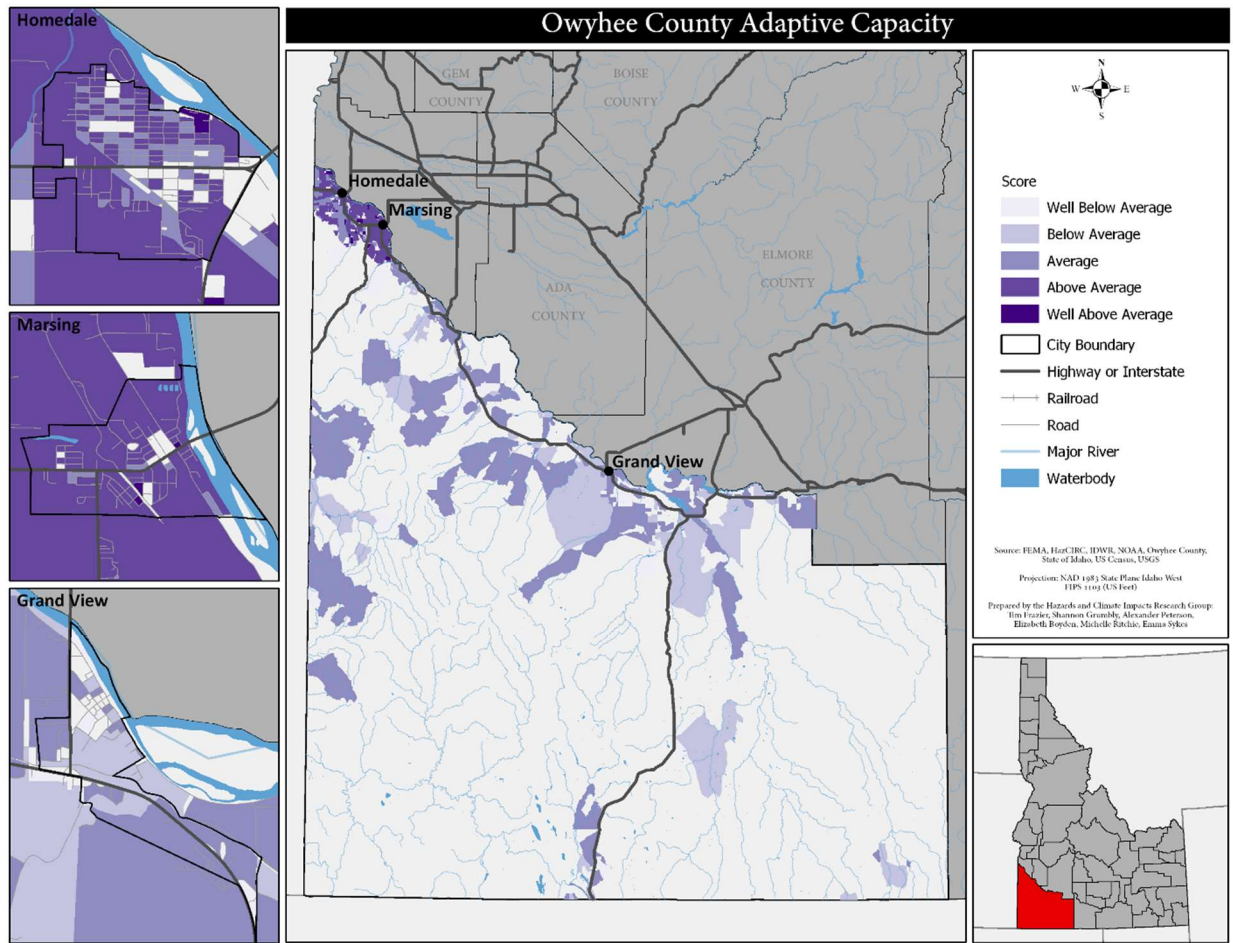 Owyhee County Adaptive Capacity
Homedale
Marsing
Grand View
GEM
COUNTY
BOISE
COUNTY
Homedale
Marsing
ELMORE
COUNTY
ADA
COUNTY
Grand View
N
W
E
S
Score
Well Below Average
Below Average
Average
Above Average
Well Above Average
City Boundary
Highway or Interstate
Railroad
Road
Major River
Waterbody
Source: FEMA, HazCIRC, IDWR, NOAA, Owyhee County,
State of Idaho, US Census, USGS
Projection: NAD 1983 State Plane Idaho West
FIPS 1103 (US Feet)
Prepared by the Hazards and Climate Impacts Research Group:
Tim Frazier, Shannon Grumbly, Alexander Peterson,
Elizabeth Boyden, Michelle Ritchie, Emma Sykes